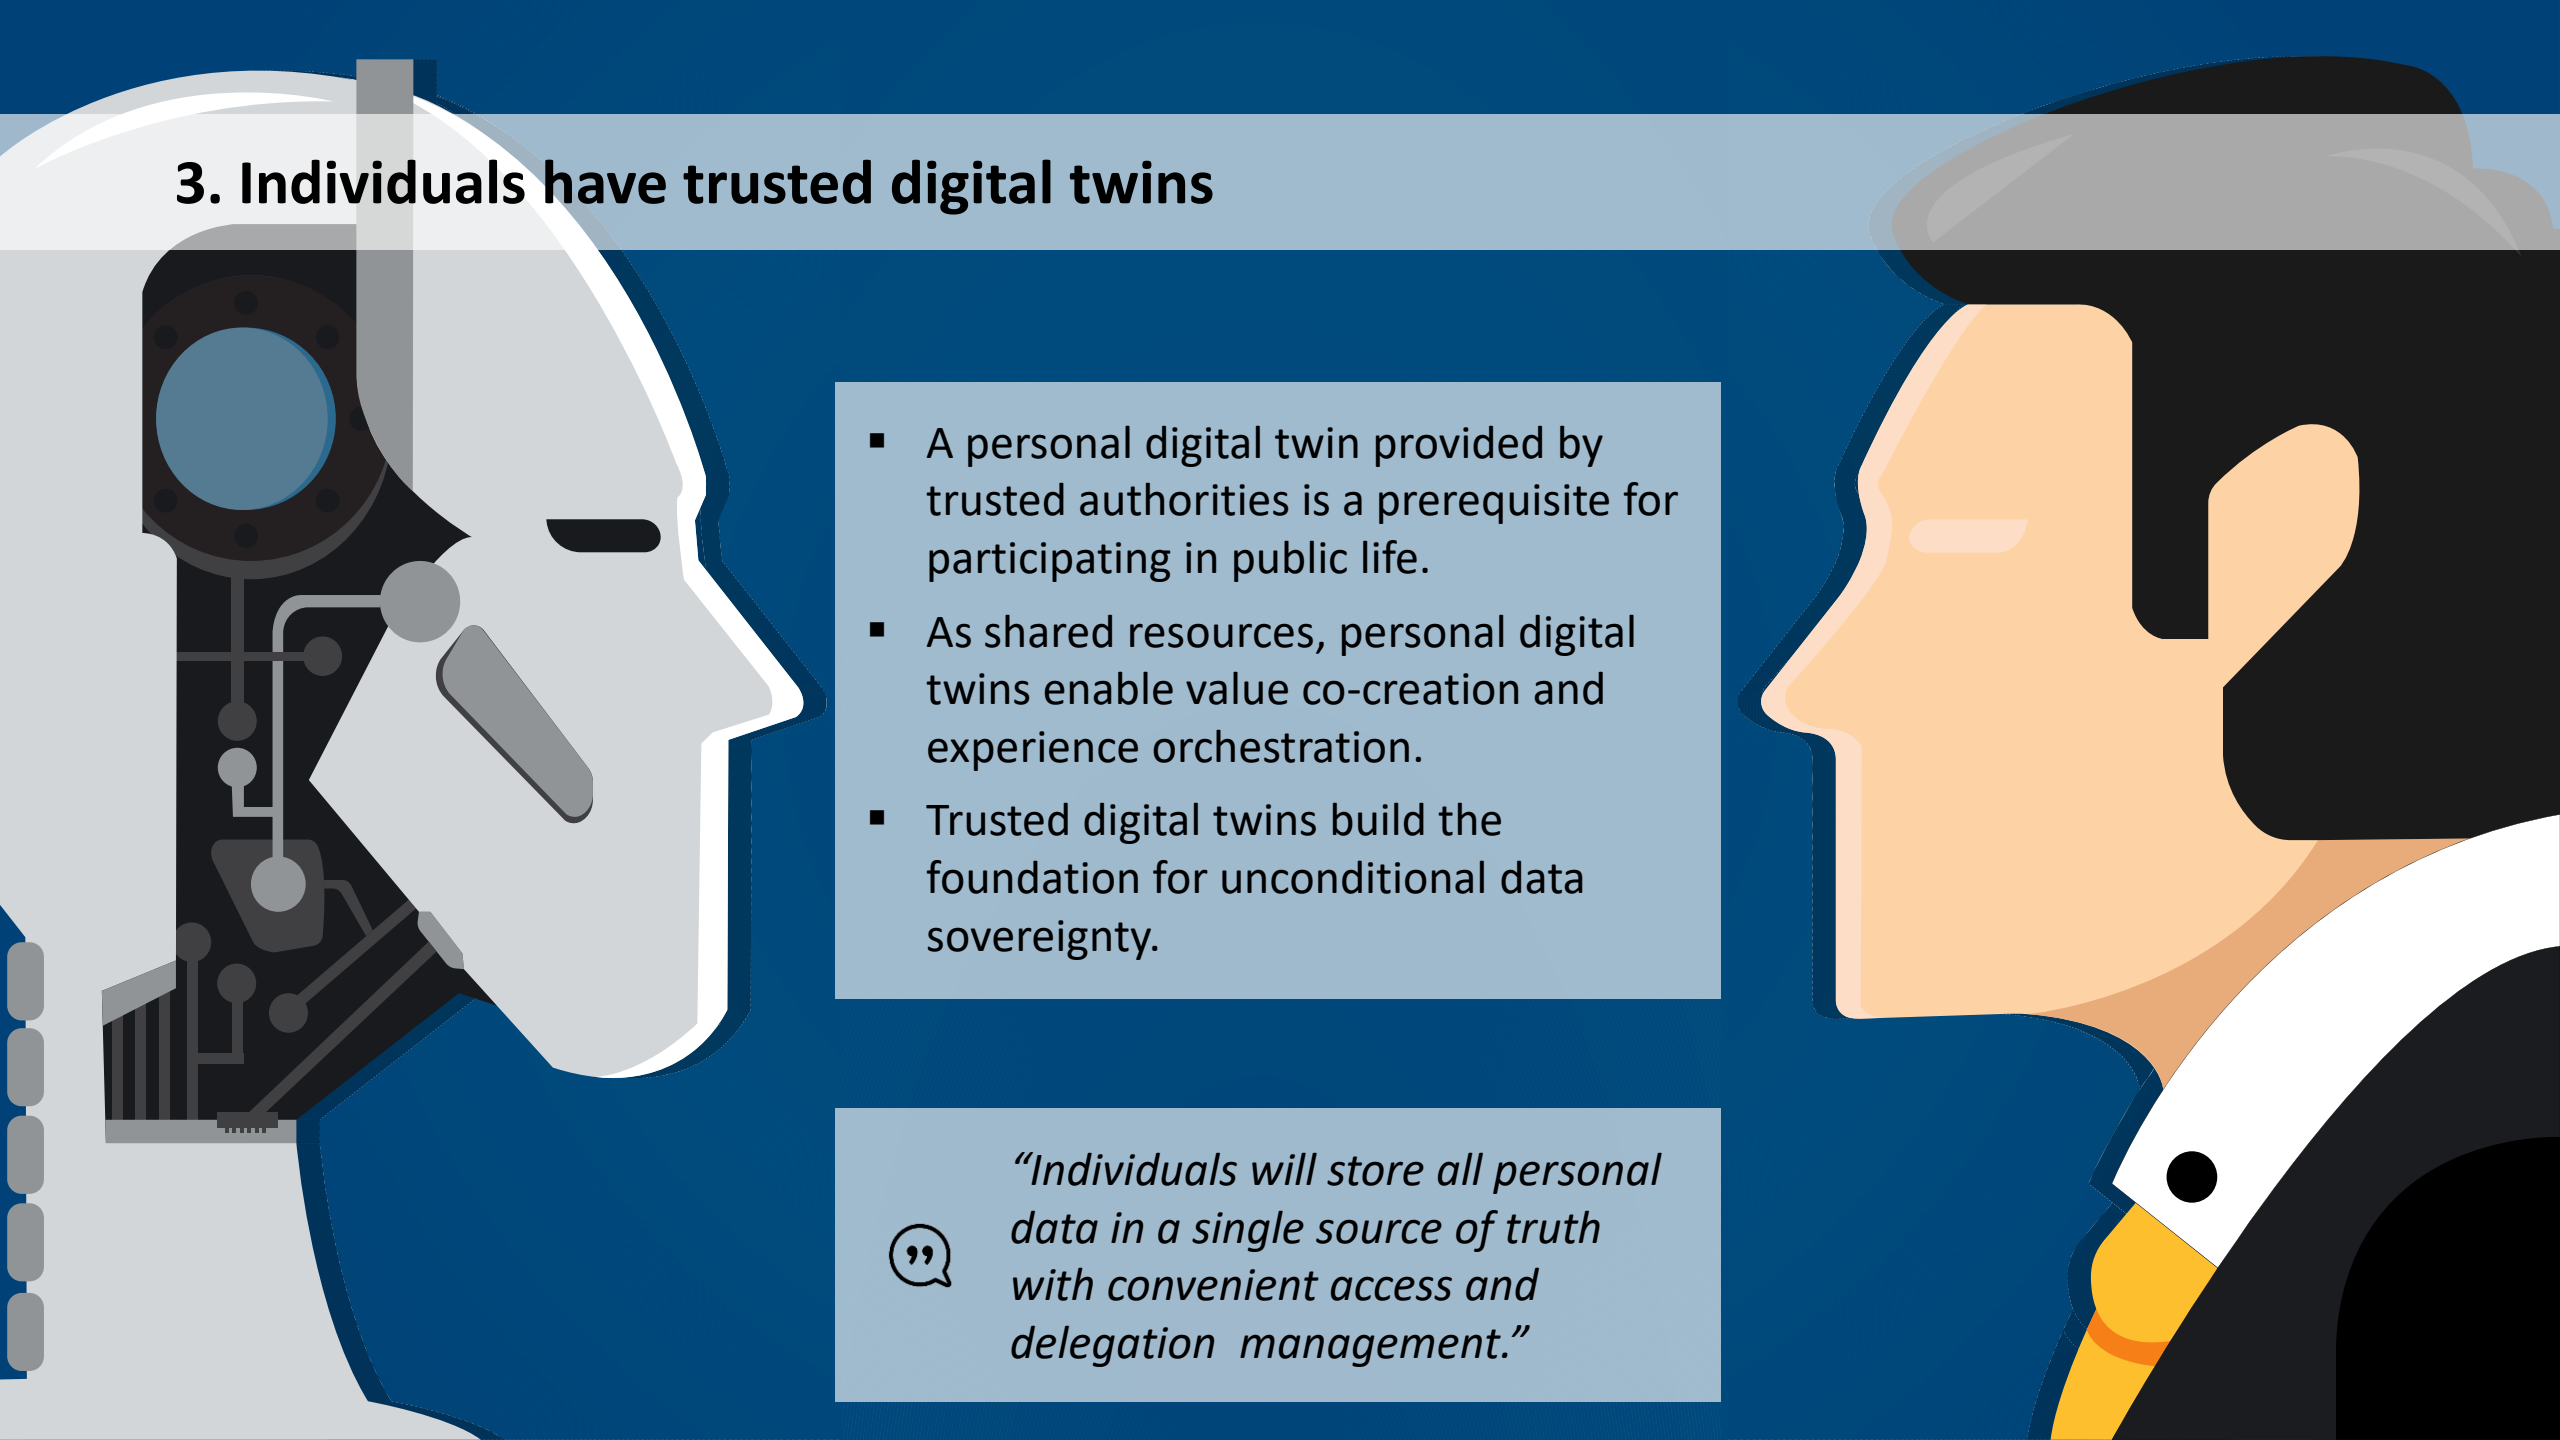 3. Individuals have trusted digital twins
▪ A personal digital twin provided by
trusted authorities is a prerequisite for
participating in public life.
▪ As shared resources, personal digital
twins enable value co-creation and
experience orchestration.
▪ Trusted digital twins build the
foundation for unconditional data
sovereignty.
“Individuals will store all personal
data in a single source of truth
with convenient access and
delegation  management.”